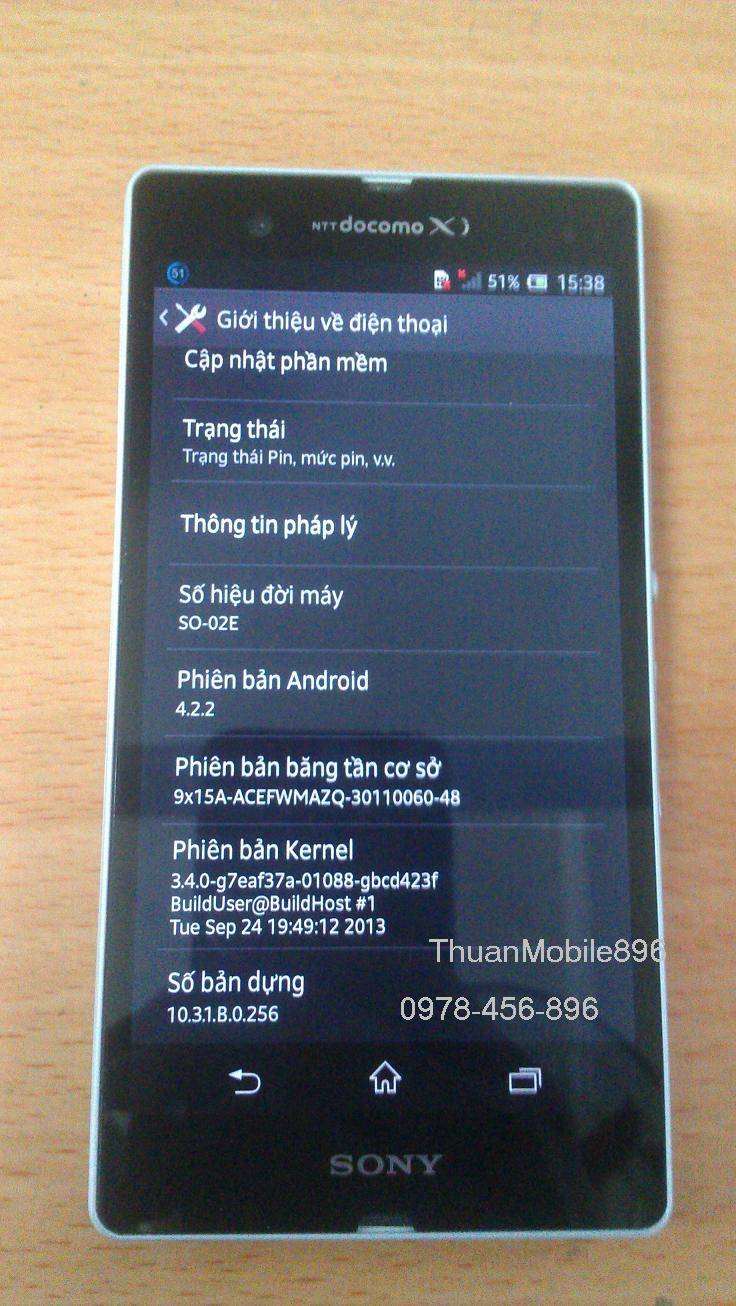 NTT docomo Xi
51
51% 15:38
Giới thiệu về điện thoại
Cập nhật phần mềm
Trạng thái
Trạng thái Pin, mức pin, v.v.
Thông tin pháp lý
Số hiệu đời máy
SO-02E
Phiên bản Android
4.2.2
Phiên bản băng tần cơ sở
9x15A-ACEFWMAZQ-30110060-48
Phiên bản Kernel
3.4.0-g7eaf37a-01088-gbcd423f
BuildUser@BuildHost #1
Tue Sep 24 19:49:12 2013
ThuanMobile896
Số bản dựng
0978-456-896
10.3.1.B.0.256
SONY